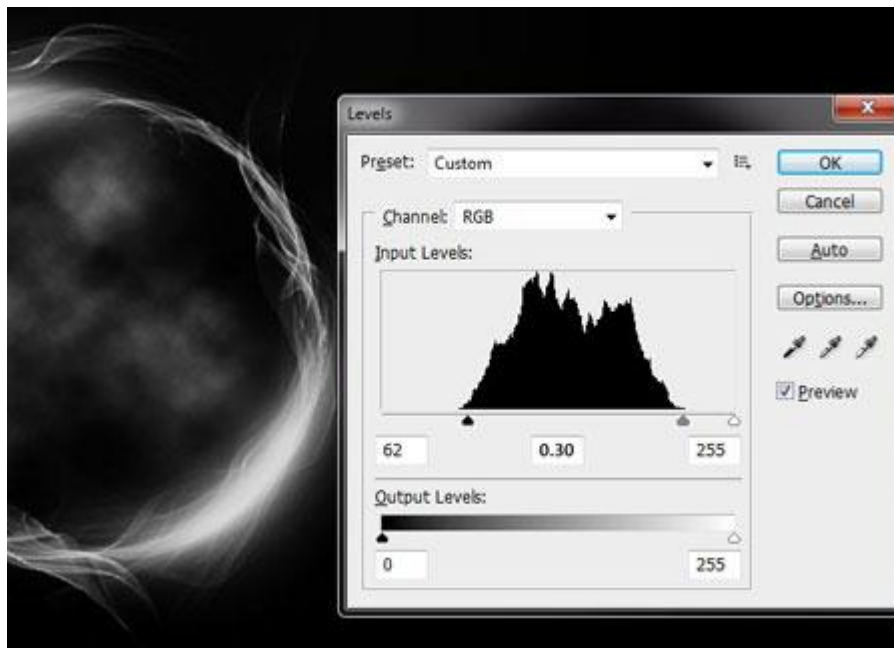 Levels
Preset: Custom
OK
Cancel
Channel: RGB
Input Levels:
Auto
Options...
Preview
62 0.30 255
Output Levels:
0 255